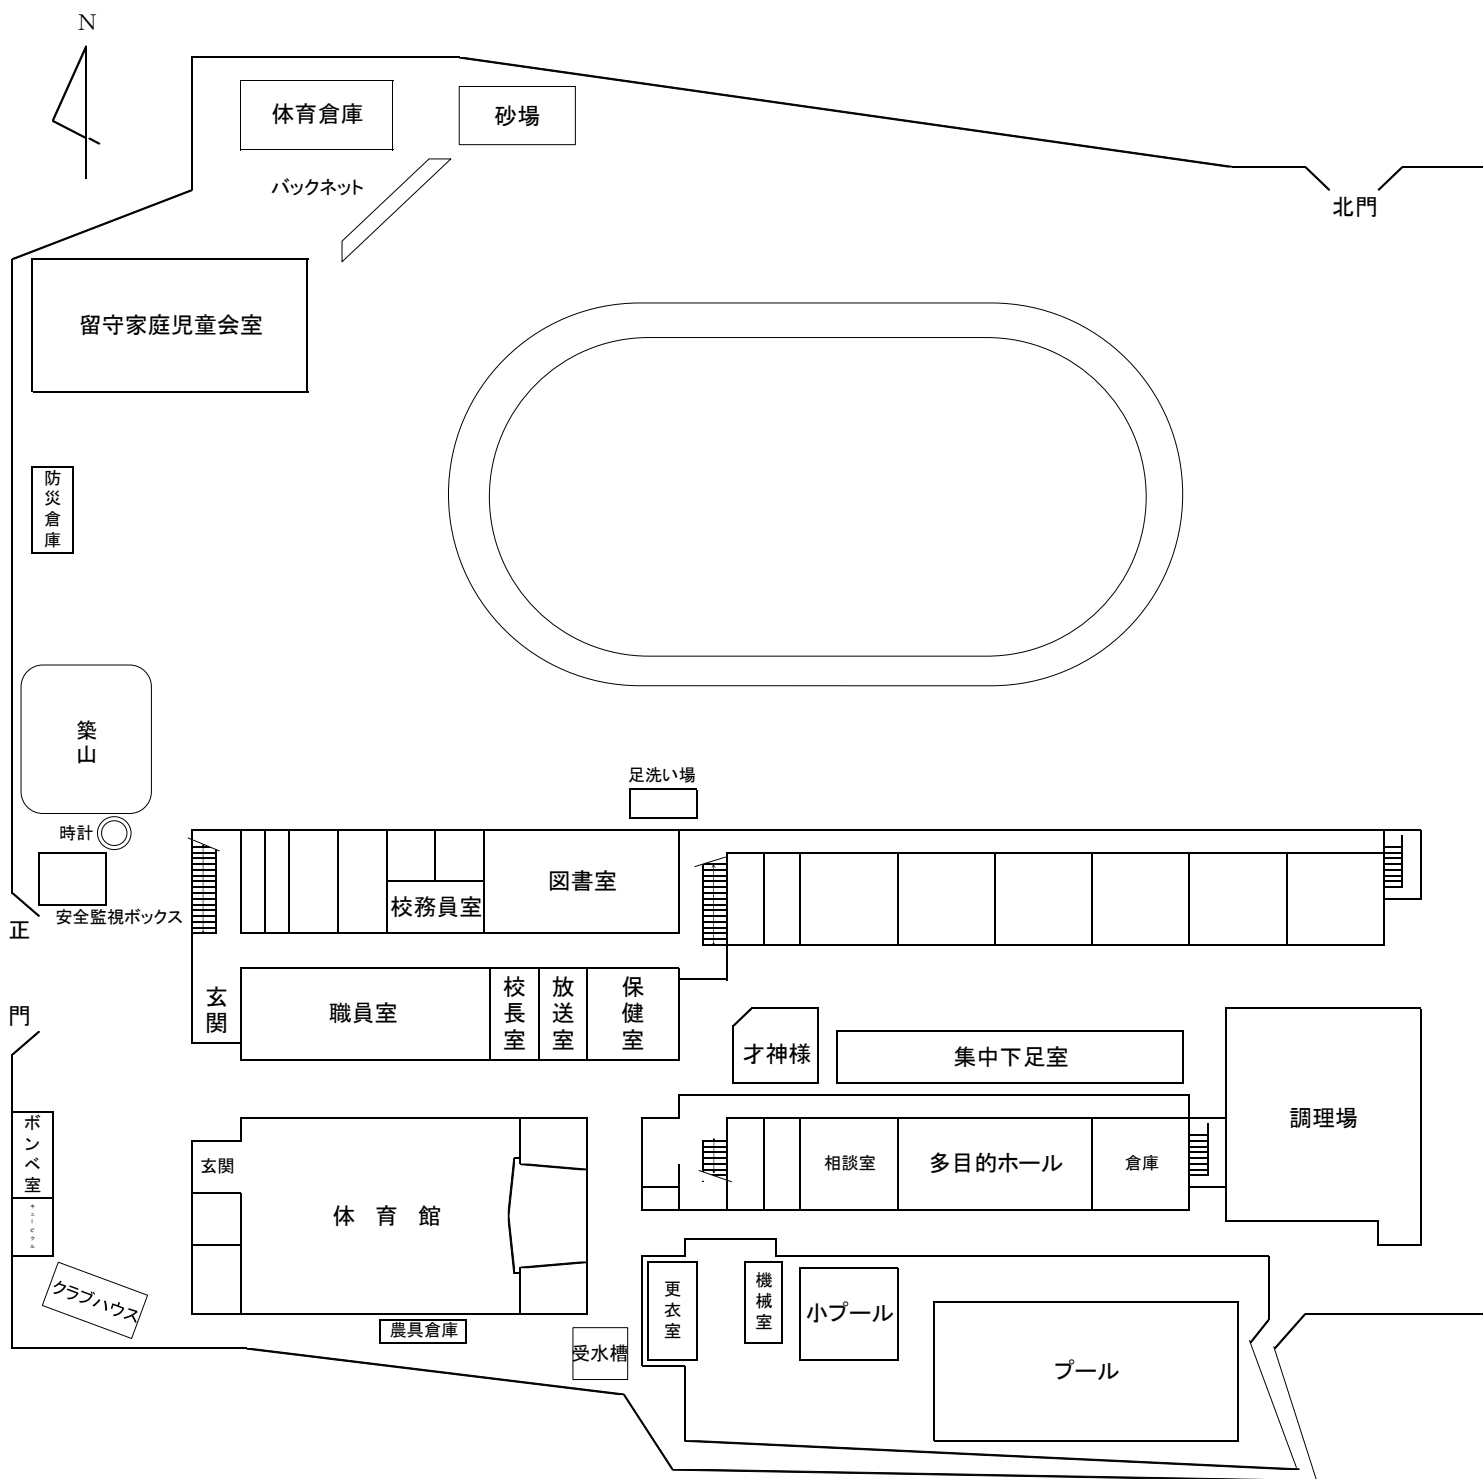 N
体育倉庫
砂場
バックネット
北門
留守家庭児童会室
防災倉庫
築山
足洗い場
時計
安全監視ボックス
正門
図書室
校務員室
玄関
職員室
校長室
放送室
保健室
才神様
集中下足室
調理場
ボンベ室
キュービクル
玄関
体 育 館
相談室
多目的ホール
倉庫
クラブハウス
農具倉庫
受水槽
更衣室
機械室
小プール
プール